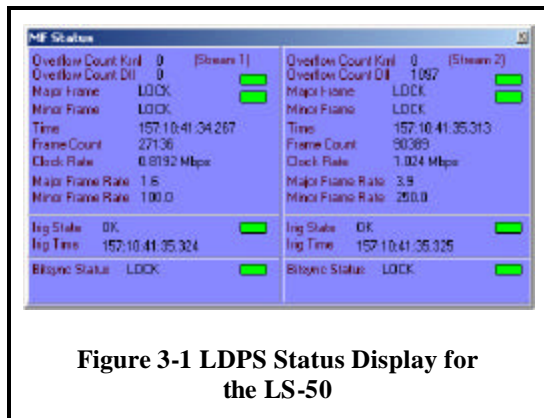 MF Status
Overflow Count Krnl 0 (Stream 1)
Overflow Count Dll 0
Major Frame LOCK
Minor Frame LOCK
Time 157:10:41:34.267
Frame Count 27136
Clock Rate 0.8192 Mbps
Major Frame Rate 1.6
Minor Frame Rate 100.0
Irig State OK
Irig Time 157:10:41:35.324
Bitsync Status LOCK
Overflow Count Krnl 0 (Stream 2)
Overflow Count Dll 1097
Major Frame LOCK
Minor Frame LOCK
Time 157:10:41:35.313
Frame Count 90389
Clock Rate 1.024 Mbps
Major Frame Rate 3.9
Minor Frame Rate 250.0
Irig State OK
Irig Time 157:10:41:35.325
Bitsync Status LOCK
Figure 3-1 LDPS Status Display for
the LS-50